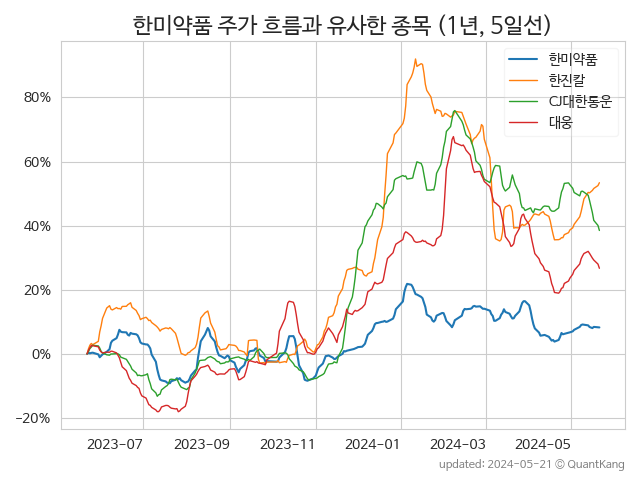 한미약품 주가 흐름과 유사한 종목 (1년, 5일선)
한미약품
한진칼
CJ대한통운
대웅
80%
60%
40%
20%
0%
−20%
2023-07
2023-09
2023-11
2024-01
2024-03
2024-05
updated: 2024-05-21 © QuantKang